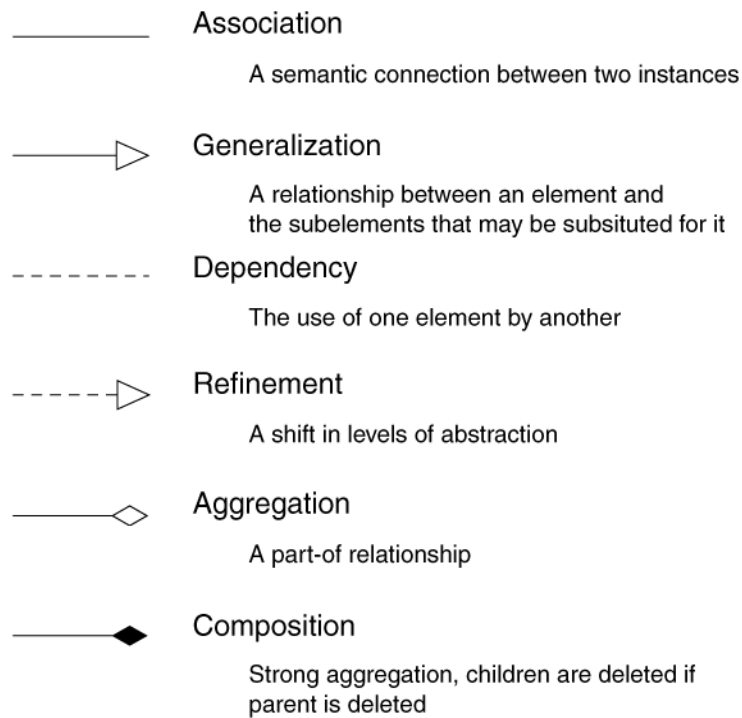 Association
A semantic connection between two instances
Generalization
A relationship between an element and
the subelements that may be subsituted for it
Dependency
The use of one element by another
Refinement
A shift in levels of abstraction
Aggregation
A part-of relationship
Composition
Strong aggregation, children are deleted if
parent is deleted